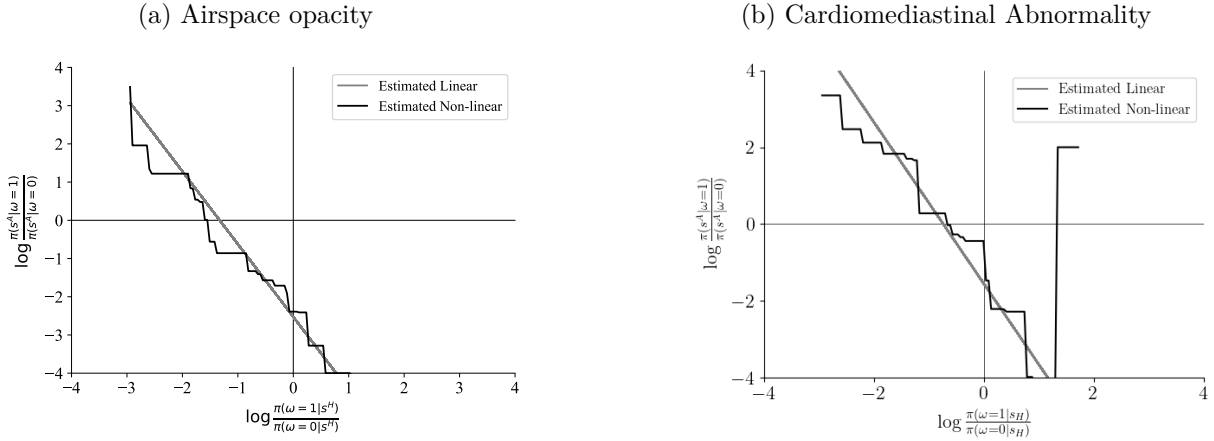 (a) Airspace opacity
4
3
2
1
0
−1
−2
−3
−4
−4 −3 −2 −1 0 1 2 3 4
Estimated Linear
Estimated Non-linear
log π(s^A|ω = 1) / π(s^A|ω = 0)
log π(ω = 1|s^H) / π(ω = 0|s^H)
(b) Cardiomediastinal Abnormality
4
2
0
−2
−4
−4 −2 0 2 4
Estimated Linear
Estimated Non-linear
log π(s^A|ω=1) / π(s^A|ω=0)
log π(ω=1|s_H) / π(ω=0|s_H)